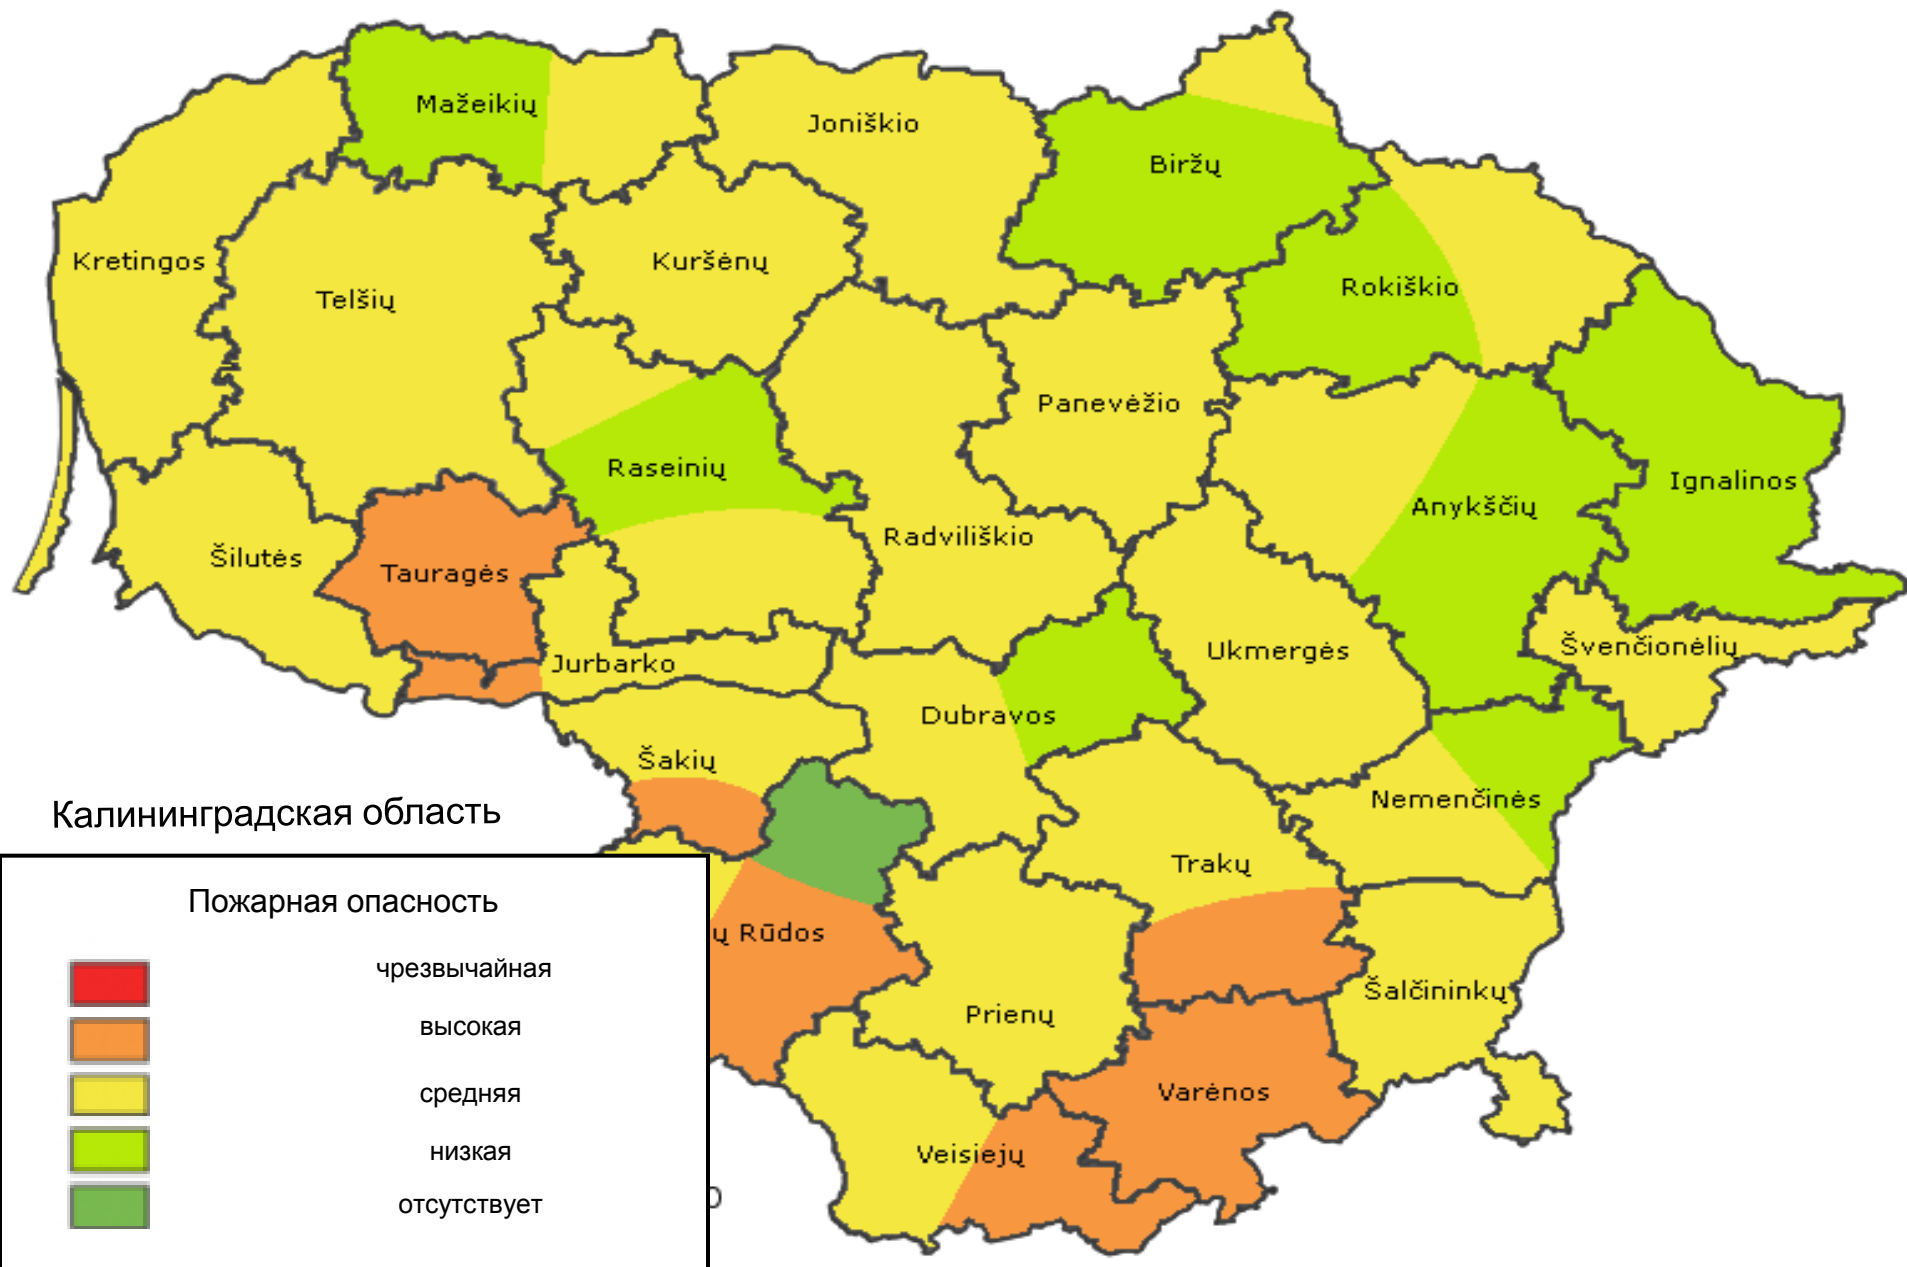 Mažeikių
Joniškio
Biržų
Kretingos
Telšių
Kuršėnų
Rokiškio
Panevėžio
Raseinių
Ignalinos
Anykščių
Šilutės
Tauragės
Radviliškio
Jurbarko
Ukmergės
Švenčionėlių
Dubravos
Šakių
Nemenčinės
Калининградская область
Trakų
ų Rūdos
Šalčininkų
Prienų
Varėnos
Veisiejų
Пожарная опасность
чрезвычайная
высокая
средняя
низкая
отсутствует